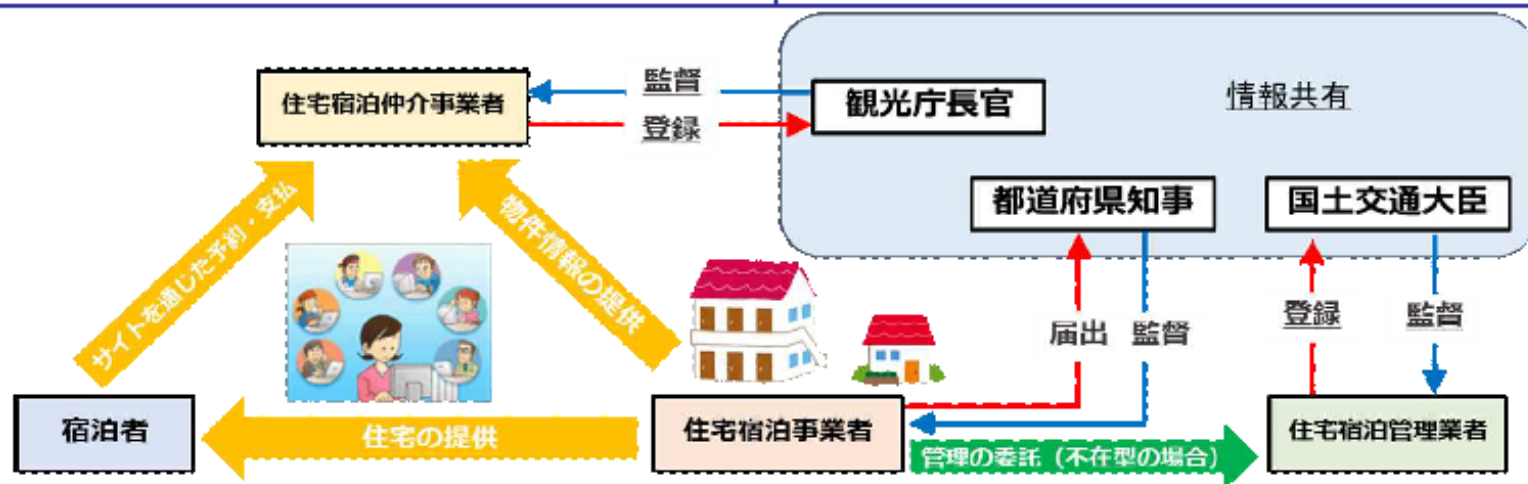 住宅宿泊仲介事業者
監督
登録
観光庁長官
情報共有
都道府県知事
国土交通大臣
サイトを通じた予約・支払
物件情報の提供
届出
監督
登録
監督
宿泊者
住宅の提供
住宅宿泊事業者
管理の委託（不在型の場合）
住宅宿泊管理業者